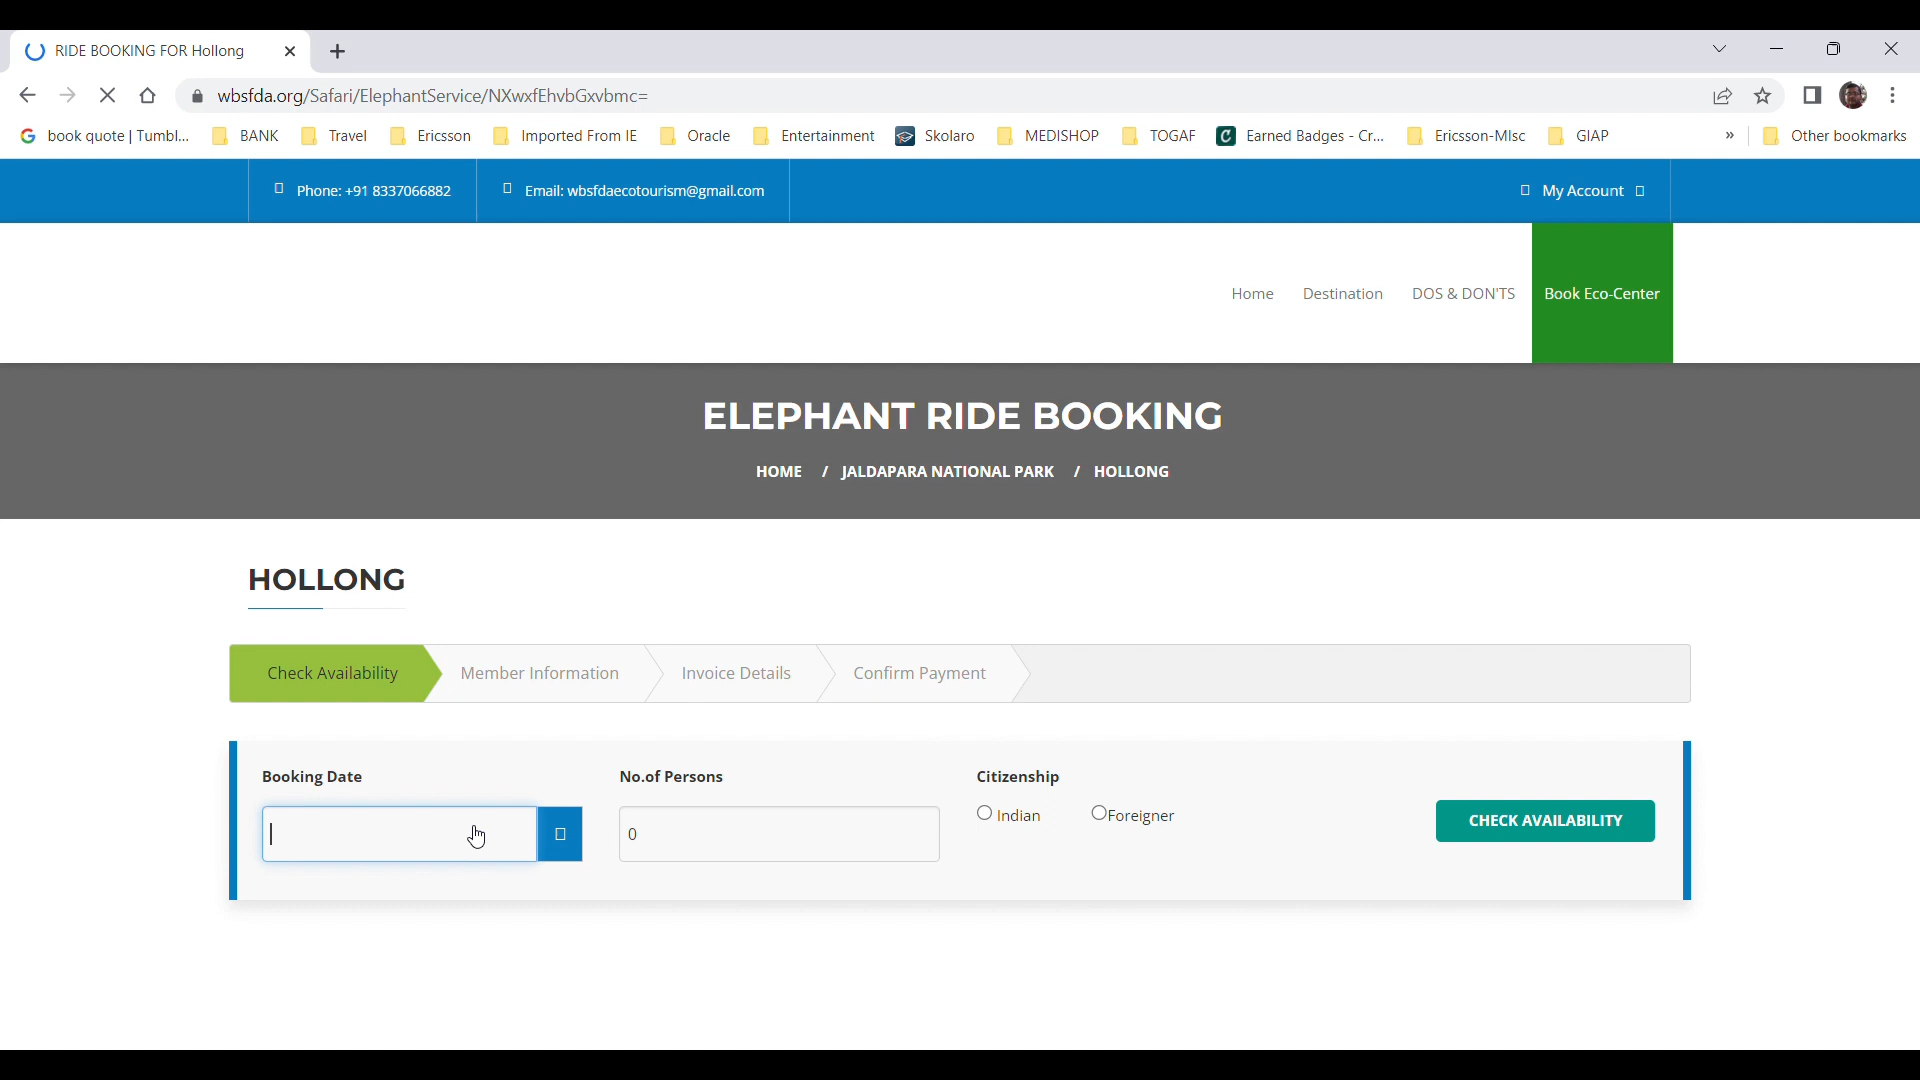 RIDE BOOKING FOR Hollong
wbsfda.org/Safari/ElephantService/NXwxfEhvbGxvbmc=
book quote | Tumbl... BANK Travel Ericsson Imported From IE Oracle Entertainment Skolaro MEDISHOP TOGAF Earned Badges - Cr... Ericsson-MIsc GIAP » Other bookmarks
Phone: +91 8337066882 Email: wbsfdaecotourism@gmail.com My Account
Home Destination DOS & DON'TS Book Eco-Center
ELEPHANT RIDE BOOKING
HOME / JALDAPARA NATIONAL PARK / HOLLONG
HOLLONG
Check Availability Member Information Invoice Details Confirm Payment
Booking Date No.of Persons Citizenship
0 Indian Foreigner CHECK AVAILABILITY